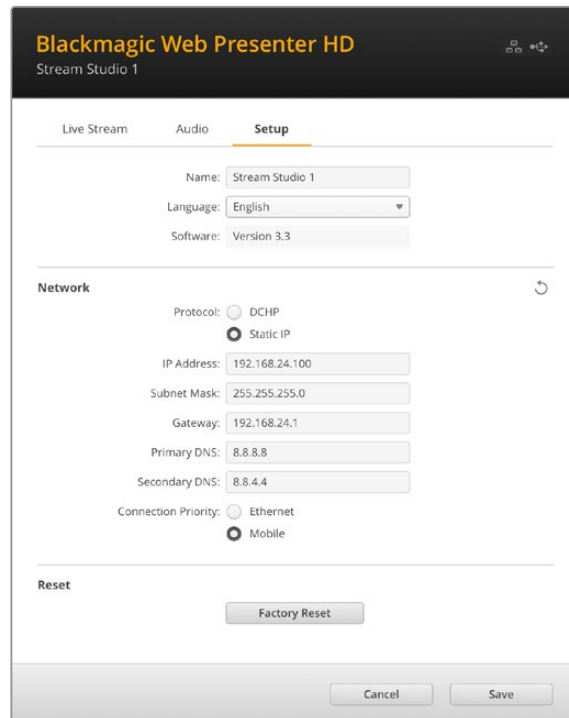 Blackmagic Web Presenter HD
Stream Studio 1
Live Stream Audio Setup
Name: Stream Studio 1
Language: English
Software: Version 3.3
Network
Protocol: DCHP
Static IP
IP Address: 192.168.24.100
Subnet Mask: 255.255.255.0
Gateway: 192.168.24.1
Primary DNS: 8.8.8.8
Secondary DNS: 8.8.4.4
Connection Priority: Ethernet
Mobile
Reset
Factory Reset
Cancel Save